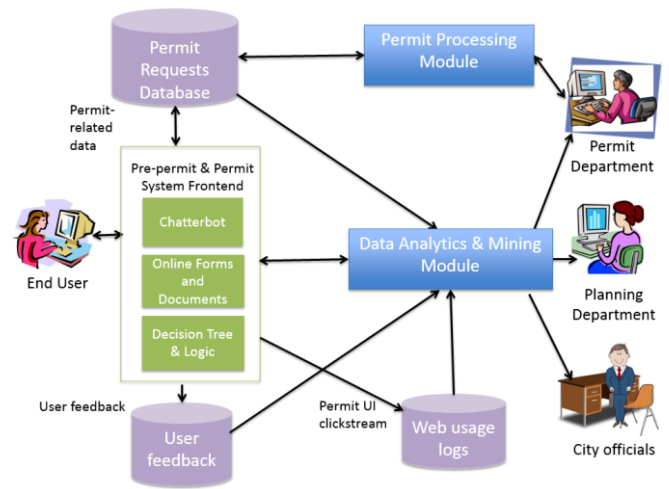 Permit
Requests
Database
Permit Processing
Module
Permit-
related
data
Permit
Department
Pre-permit & Permit
System Frontend
Chatterbot
End User
Online Forms
and
Documents
Data Analytics & Mining
Module
Planning
Department
Decision Tree
& Logic
User feedback
User
feedback
Permit UI
clickstream
Web usage
logs
City officials